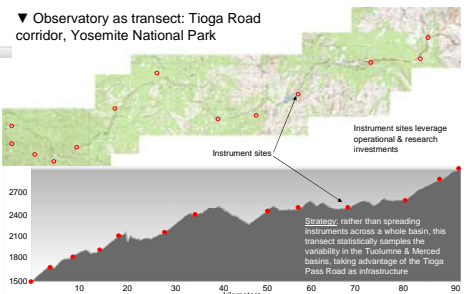 ▼ Observatory as transect: Tioga Road
corridor, Yosemite National Park
Instrument sites leverage
operational & research
investments
Instrument sites
2700
2400
2100
1800
1500
Strategy: rather than spreading
instruments across a whole basin, this
transect statistically samples the
variability in the Tuolumne & Merced
basins, taking advantage of the Tioga
Pass Road as infrastructure
10 20 30 40 50 60 70 80 90
kilometers